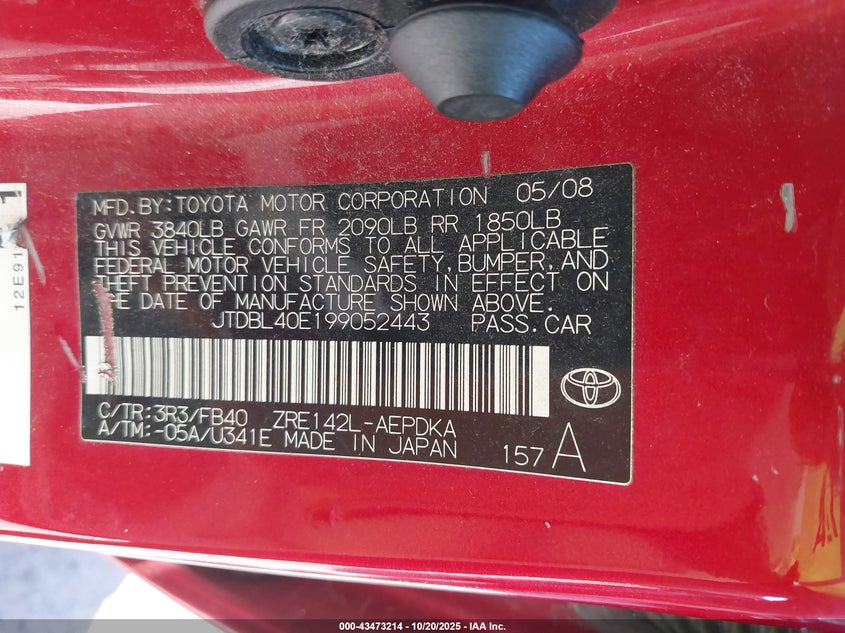 MFD.BY:TOYOTA MOTOR CORPORATION 05/08
GVWR 3840LB GAWR FR 2090LB RR 1850LB
THIS VEHICLE CONFORMS TO ALL APPLICABLE
FEDERAL MOTOR VEHICLE SAFETY,BUMPER,AND
THEFT PREVENTION STANDARDS IN EFFECT ON
THE DATE OF MANUFACTURE SHOWN ABOVE.
JTDBL40E199052443 PASS.CAR
C/TR:3R3/FB40 ZRE142L-AEPDKA
A/TM:-05A/U341E MADE IN JAPAN
157A
12E91
000-43473214 - 10/20/2025 - IAA Inc.